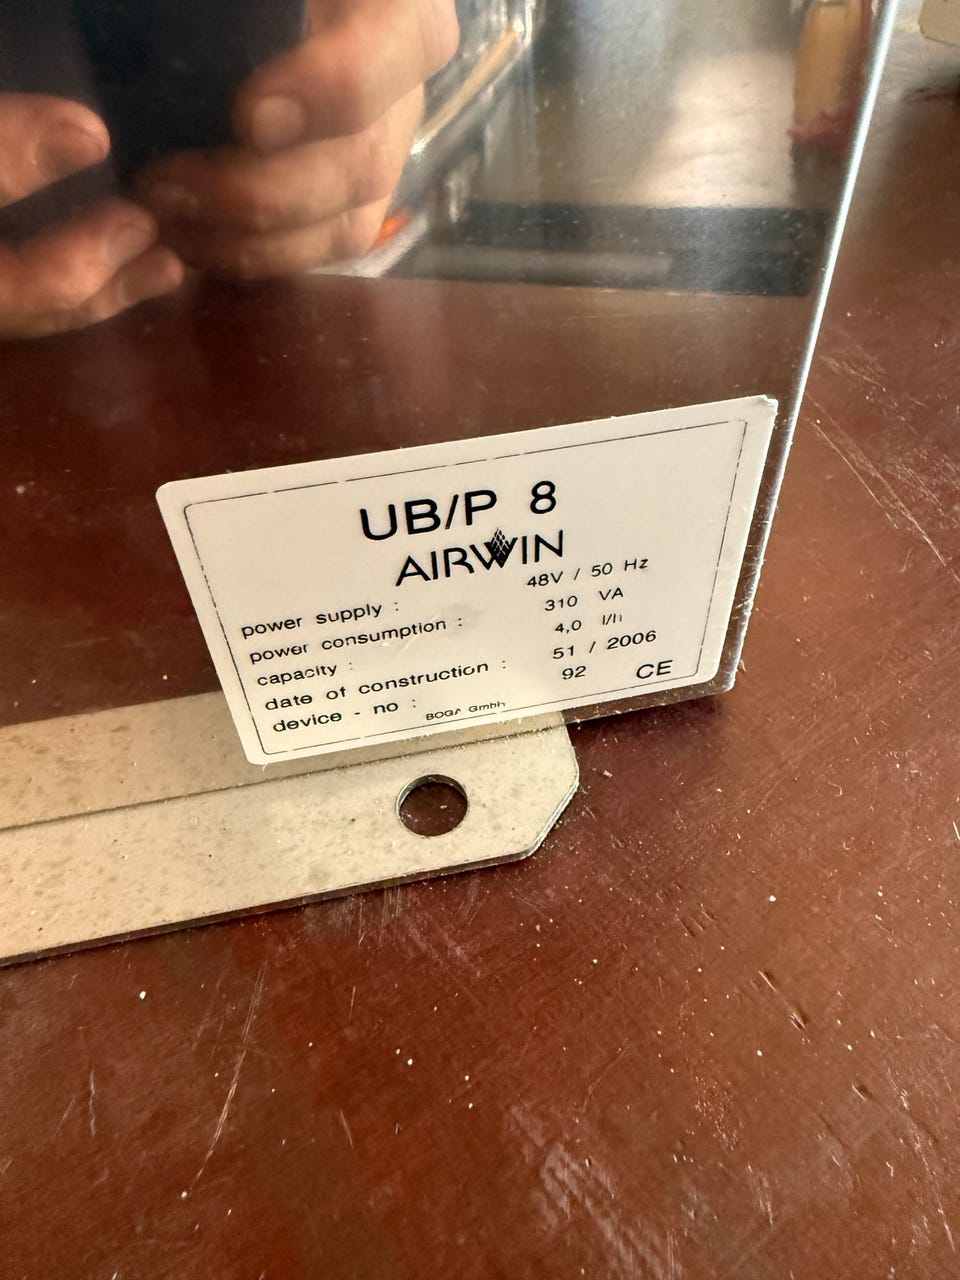 UB/P 8
AIRWIN
power supply : 48V / 50 Hz
power consumption : 310 VA
capacity : 4,0 l/h
date of construction : 51 / 2006
device - no : 92 CE
BOGA Gmbh